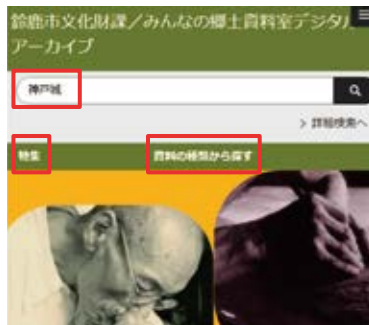 鈴鹿市文化財課／みんなの郷土資料室デジタル
アーカイブ
神戸城
> 詳細検索へ
特集
資料の種類から探す